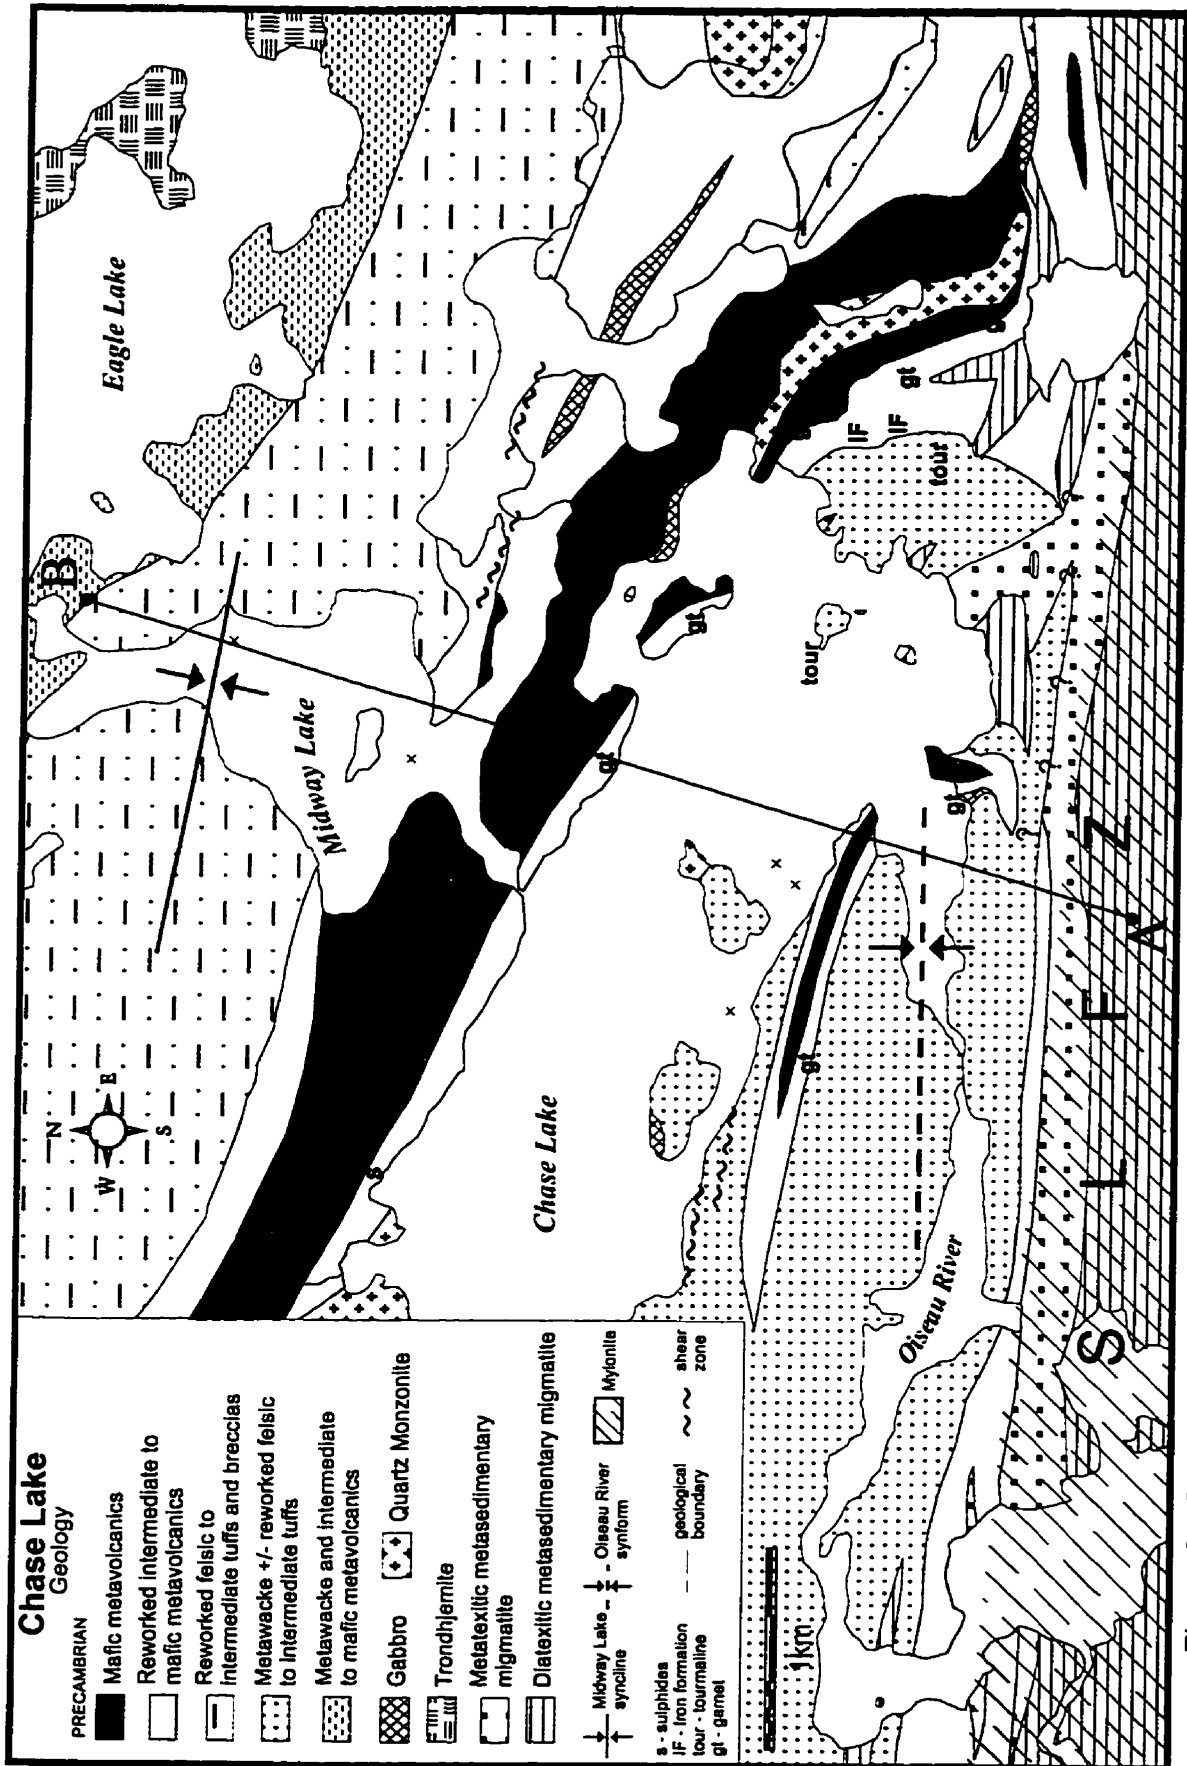 Chase Lake
Geology
PRECAMBRIAN
Mafic metavolcanics
Reworked intermediate to
mafic metavolcanics
Reworked felsic to
intermediate tuffs and breccias
Metawacke +/- reworked felsic
to intermediate tuffs
Metawacke and intermediate
to mafic metavolcanics
Gabbro
Quartz Monzonite
Trondhjemite
Metatexitic metasedimentary
migmatite
Diatexitic metasedimentary migmatite
Midway Lake
syncline
Oiseau River
synform
Mylonite
s - sulphides
IF - Iron formation
tour - tourmaline
gt - garnet
geological
boundary
shear
zone
1km
N
W
E
S
Eagle Lake
Midway Lake
Chase Lake
Oiseau River
B
A
S L F Z
s
gt
gt
gt
gt
gt
g
g
IF
IF
tour
tour